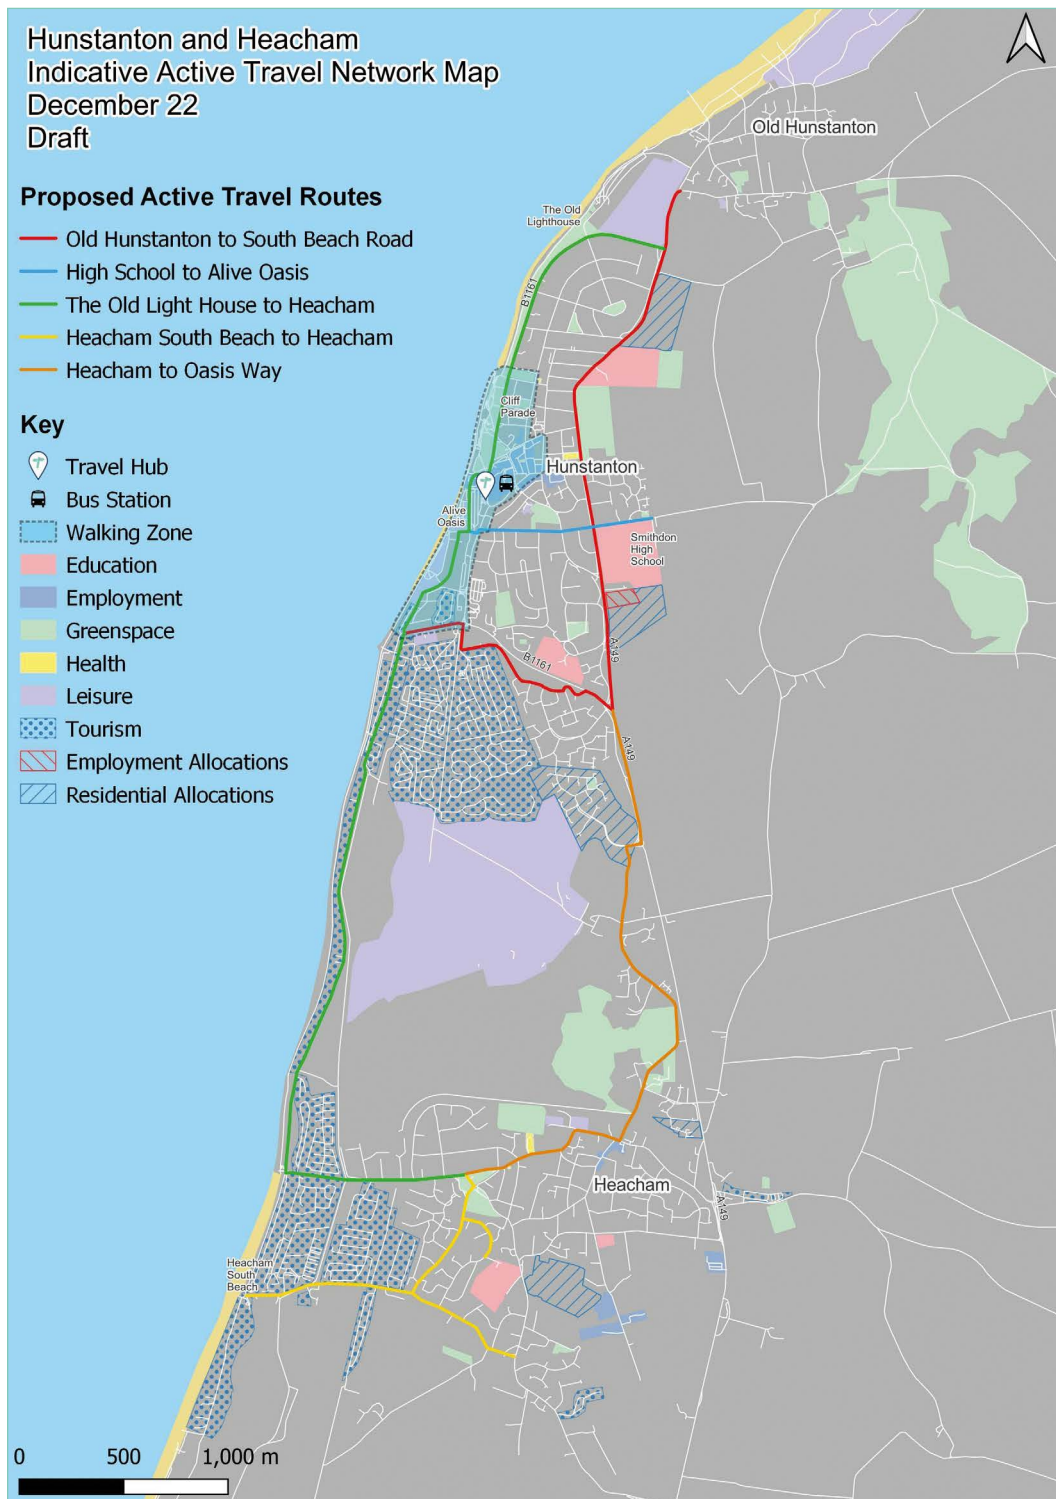 Hunstanton and Heacham
Indicative Active Travel Network Map
December 22
Draft
Proposed Active Travel Routes
Old Hunstanton to South Beach Road
High School to Alive Oasis
The Old Light House to Heacham
Heacham South Beach to Heacham
Heacham to Oasis Way
Key
Travel Hub
Bus Station
Walking Zone
Education
Employment
Greenspace
Health
Leisure
Tourism
Employment Allocations
Residential Allocations
Old Hunstanton
The Old
Lighthouse
B1161
Cliff
Parade
Hunstanton
Alive
Oasis
Smithdon
High
School
B1161
A149
A149
Heacham
A149
Heacham
South
Beach
0 500 1,000 m